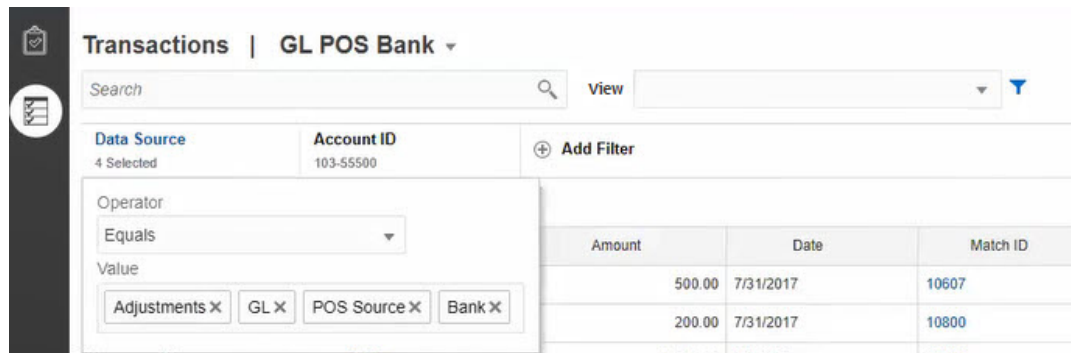 Transactions | GL POS Bank
Search
View
Data Source
4 Selected
Account ID
103-55500
Add Filter
Operator
Equals
Value
Adjustments GL POS Source Bank
Amount Date Match ID
500.00 7/31/2017 10607
200.00 7/31/2017 10800